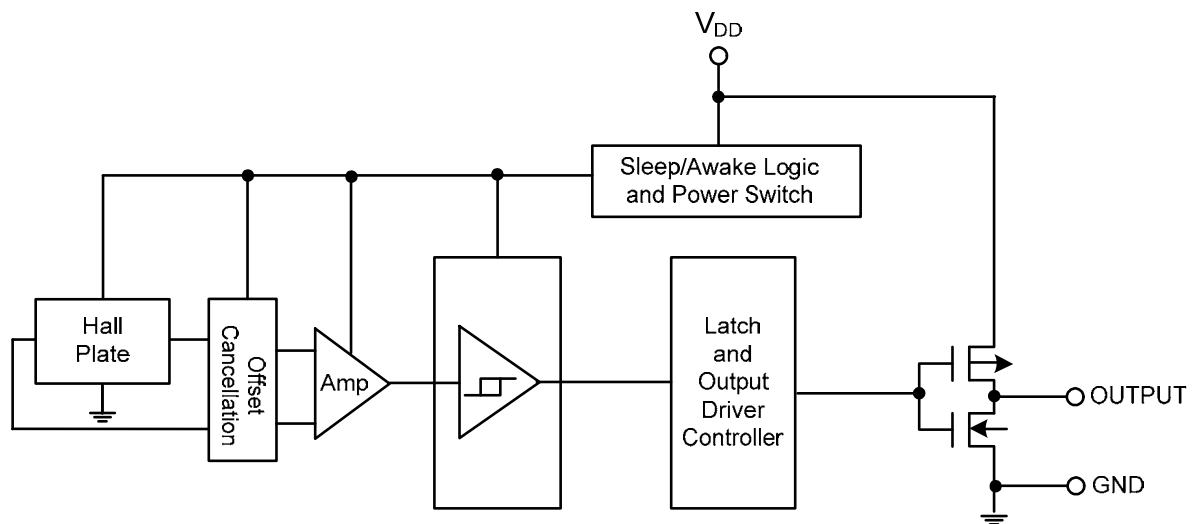 VDD
Sleep/Awake Logic
and Power Switch
Hall
Plate
Offset
Cancellation
Amp
Latch
and
Output
Driver
Controller
OUTPUT
GND